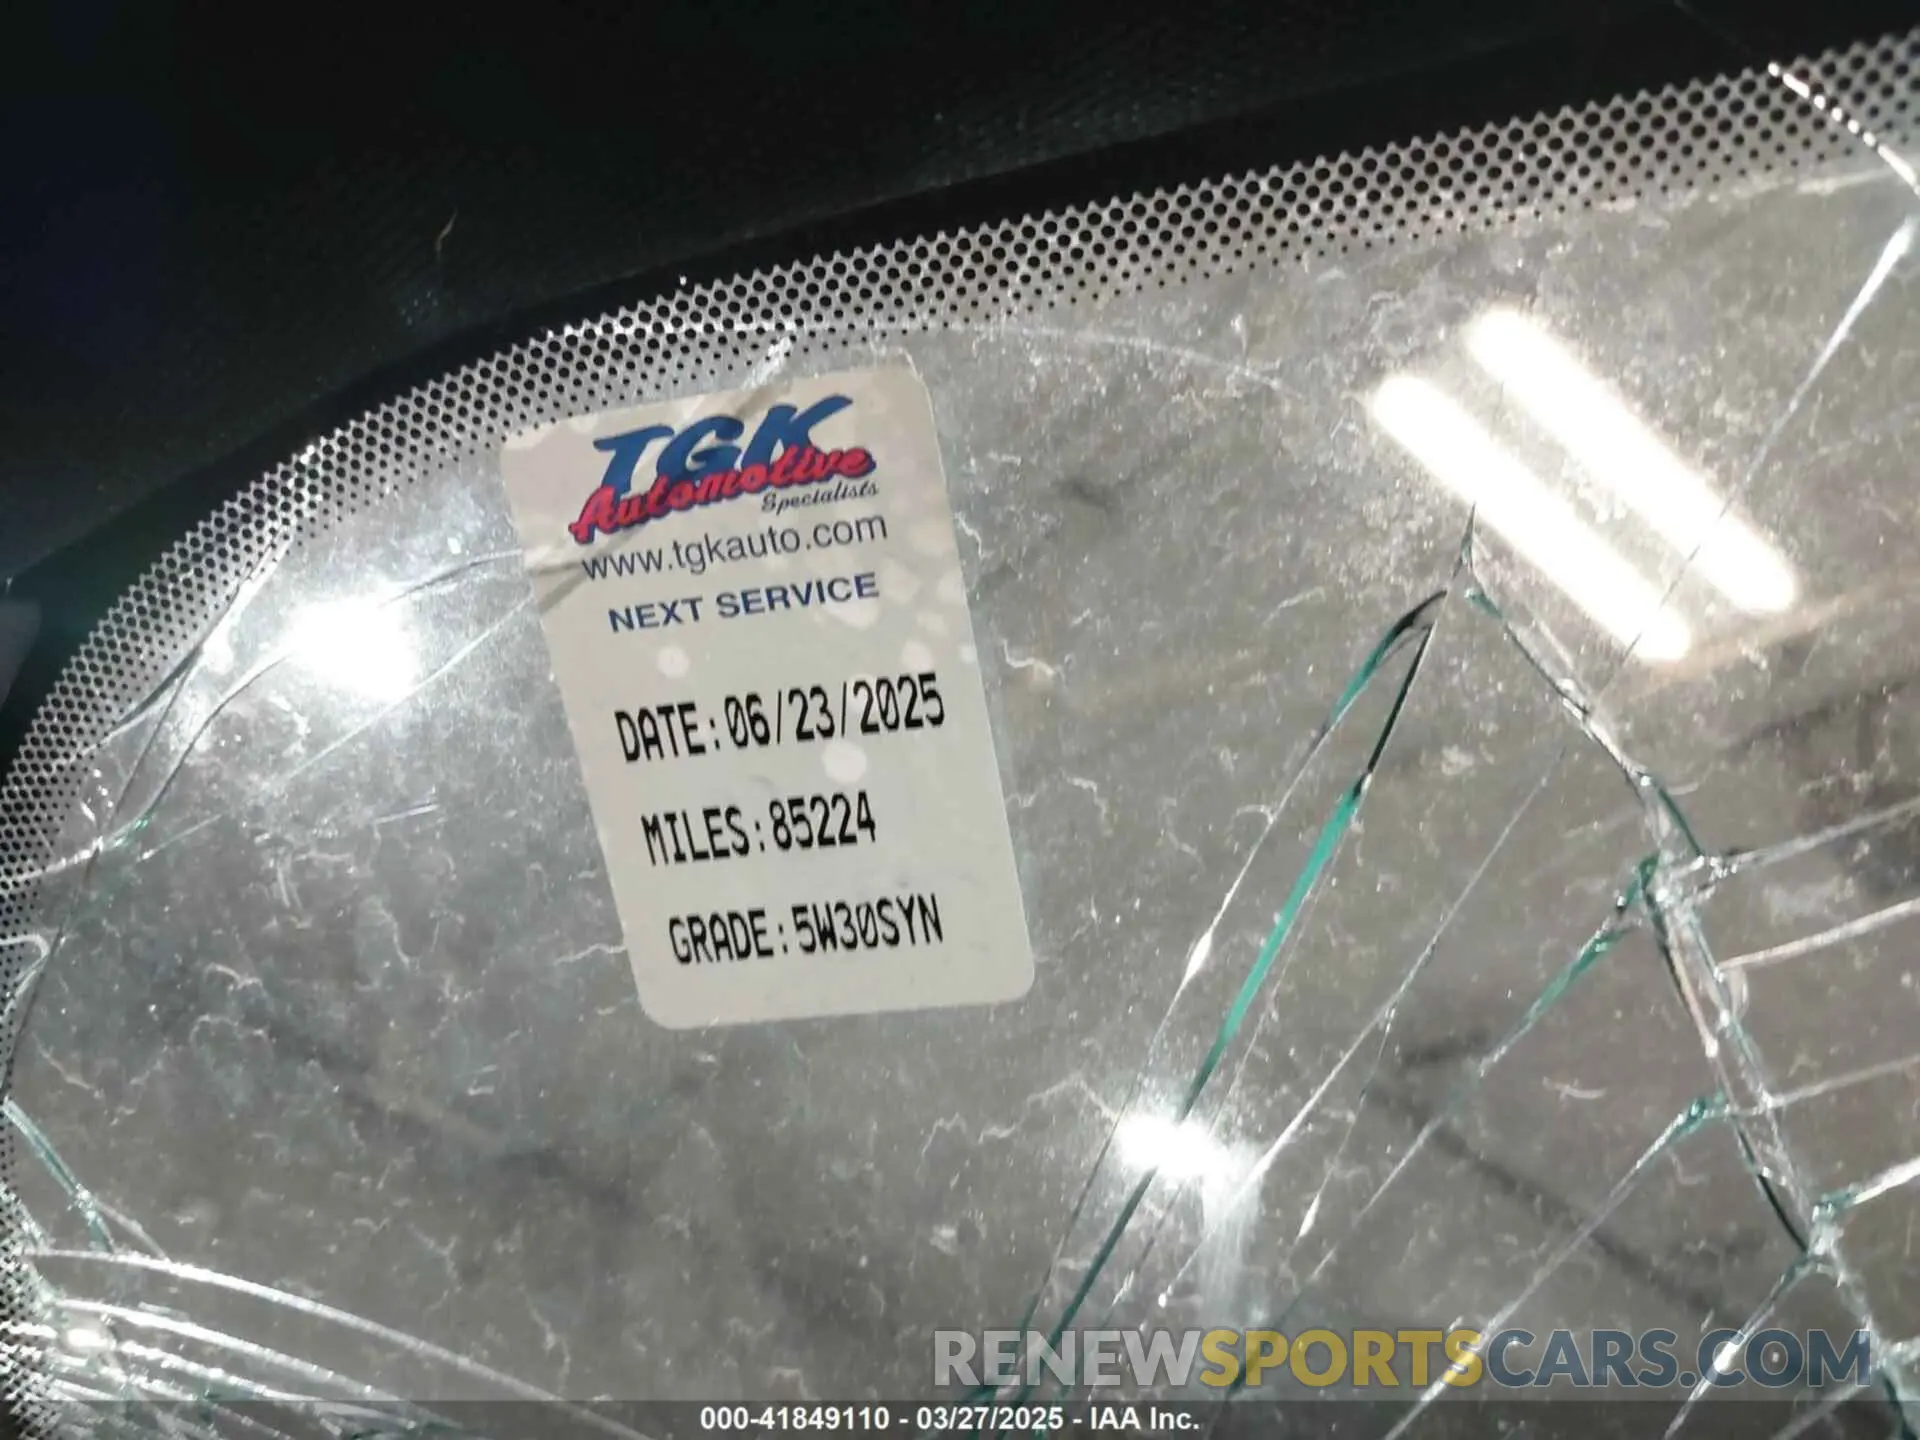 TGK
Automotive
Specialists
www.tgkauto.com
NEXT SERVICE
DATE:06/23/2025
MILES:85224
GRADE:5W30SYN
RENEWSPORTSCARS.COM
000-41849110 - 03/27/2025 - IAA Inc.